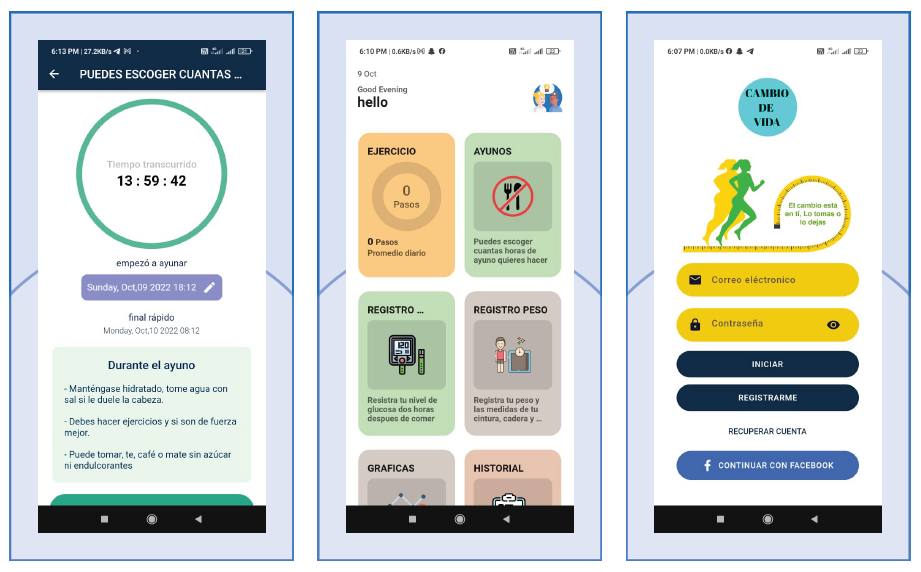 6:13 PM | 27.2KB/s
PUEDES ESCOGER CUANTAS ...
Tiempo transcurrido
13 : 59 : 42
empezó a ayunar
Sunday, Oct,09 2022 18:12
final rápido
Monday, Oct,10 2022 08:12
Durante el ayuno
- Manténgase hidratado, tome agua con
sal si le duele la cabeza.
- Debes hacer ejercicios y si son de fuerza
mejor.
- Puede tomar, te, café o mate sin azúcar
ni endulcorantes
6:10 PM | 0.6KB/s
9 Oct
Good Evening
hello
EJERCICIO
0
Pasos
0 Pasos
Promedio diario
AYUNOS
Puedes escoger
cuantas horas de
ayuno quieres hacer
REGISTRO ...
120
Resistra tu nivel de
glucosa dos horas
despues de comer
REGISTRO PESO
Registra tu peso y
las medidas de tu
cintura, cadera y ...
GRAFICAS
HISTORIAL
6:07 PM | 0.0KB/s
CAMBIO
DE
VIDA
El cambio está
en tí, Lo tomas o
lo dejas
Correo eléctronico
Contraseña
INICIAR
REGISTRARME
RECUPERAR CUENTA
CONTINUAR CON FACEBOOK